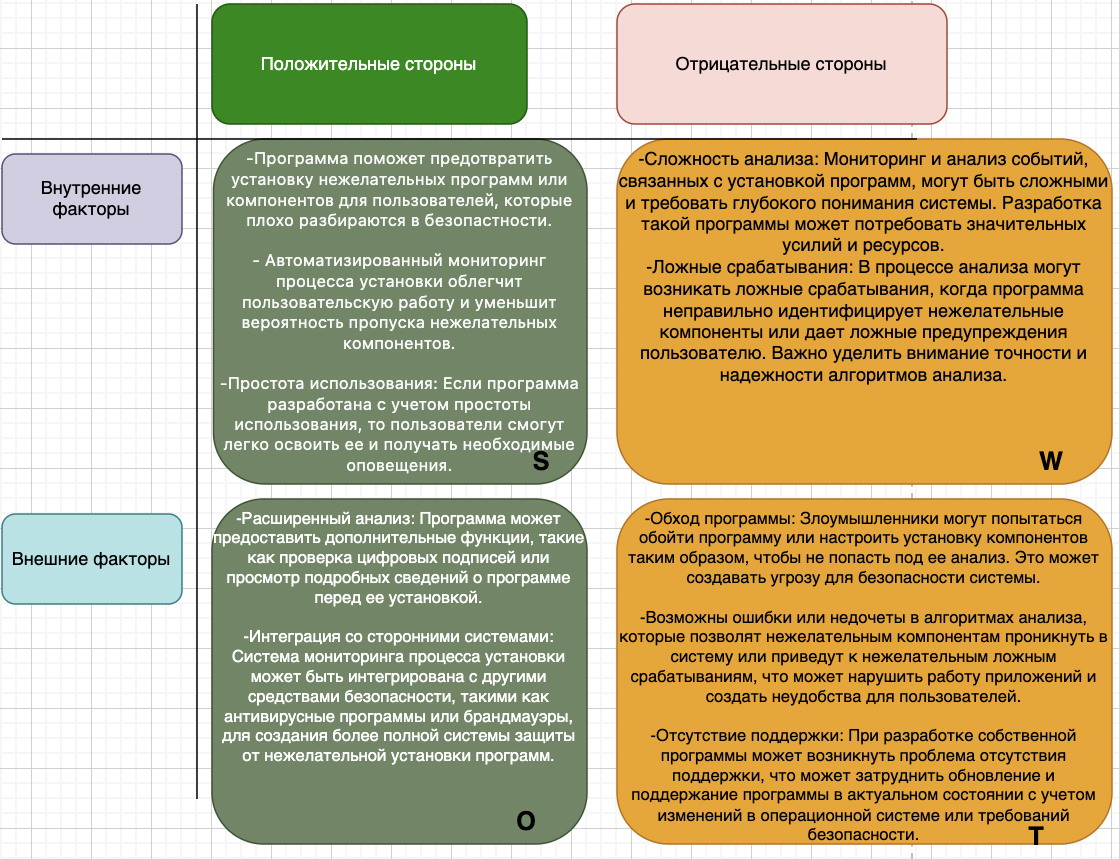 Положительные стороны
Отрицательные стороны
Внутренние
факторы
-Программа поможет предотвратить
установку нежелательных программ или
компонентов для пользователей, которые
плохо разбираются в безопастности.
- Автоматизированный мониторинг
процесса установки облегчит
пользовательскую работу и уменьшит
вероятность пропуска нежелательных
компонентов.
-Простота использования: Если программа
разработана с учетом простоты
использования, то пользователи смогут
легко освоить ее и получать необходимые
оповещения.
S
-Сложность анализа: Мониторинг и анализ событий,
связанных с установкой программ, могут быть сложными
и требовать глубокого понимания системы. Разработка
такой программы может потребовать значительных
усилий и ресурсов.
-Ложные срабатывания: В процессе анализа могут
возникать ложные срабатывания, когда программа
неправильно идентифицирует нежелательные
компоненты или дает ложные предупреждения
пользователю. Важно уделить внимание точности и
надежности алгоритмов анализа.
W
Внешние факторы
-Расширенный анализ: Программа может
предоставить дополнительные функции, такие
как проверка цифровых подписей или
просмотр подробных сведений о программе
перед ее установкой.
-Интеграция со сторонними системами:
Система мониторинга процесса установки
может быть интегрирована с другими
средствами безопасности, такими как
антивирусные программы или брандмауэры,
для создания более полной системы защиты
от нежелательной установки программ.
O
-Обход программы: Злоумышленники могут попытаться
обойти программу или настроить установку компонентов
таким образом, чтобы не попасть под ее анализ. Это может
создавать угрозу для безопасности системы.
-Возможны ошибки или недочеты в алгоритмах анализа,
которые позволят нежелательным компонентам проникнуть в
систему или приведут к нежелательным ложным
срабатываниям, что может нарушить работу приложений и
создать неудобства для пользователей.
-Отсутствие поддержки: При разработке собственной
программы может возникнуть проблема отсутствия
поддержки, что может затруднить обновление и
поддержание программы в актуальном состоянии с учетом
изменений в операционной системе или требований
безопасности.
T